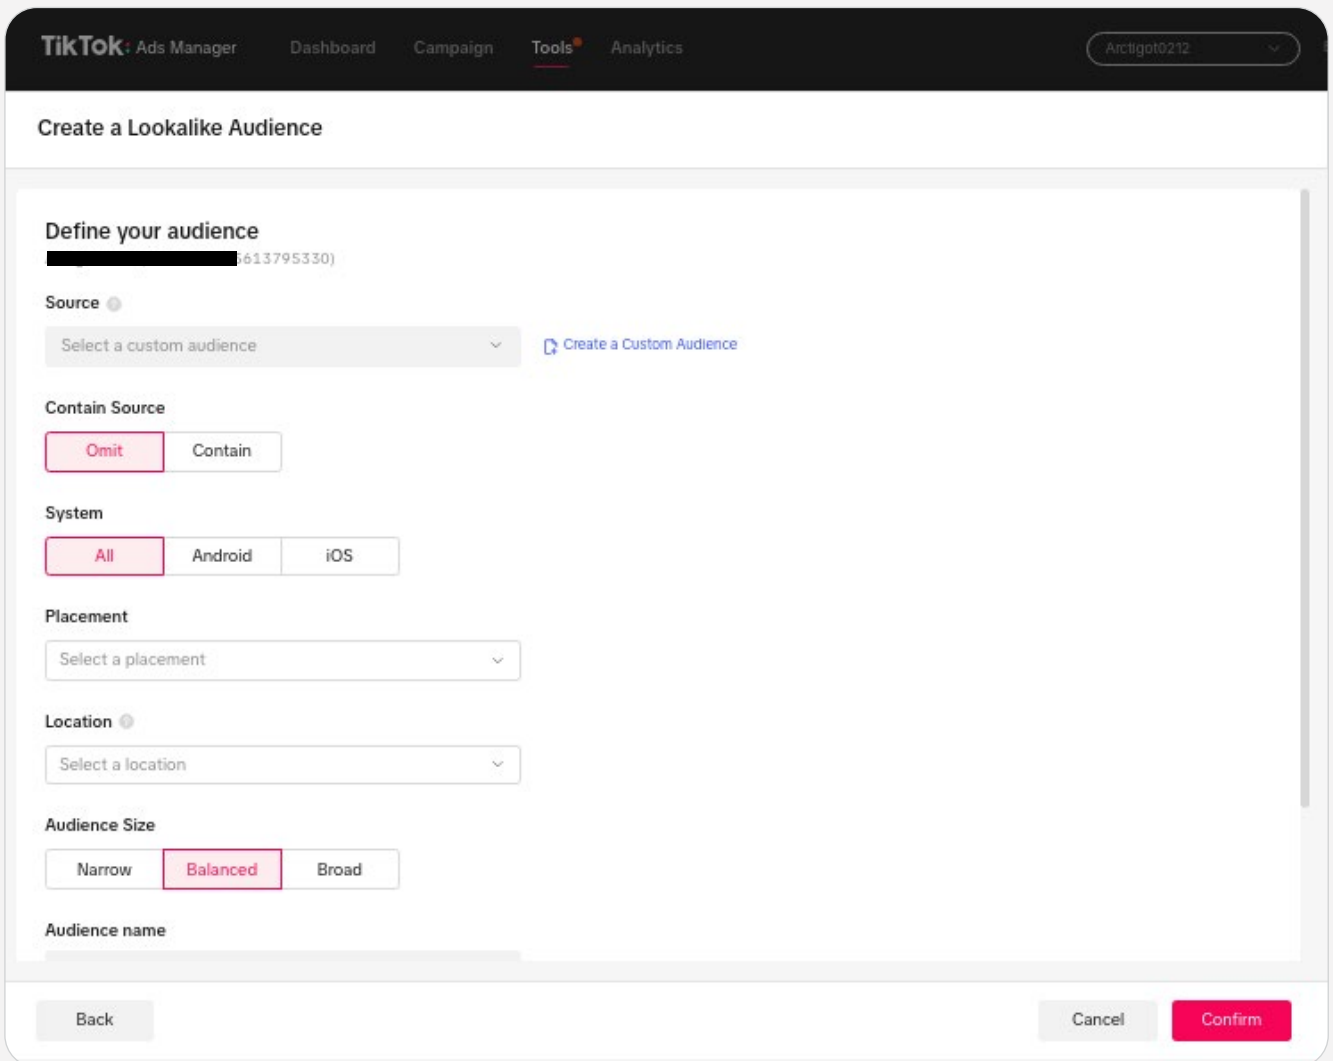 TikTok: Ads Manager Dashboard Campaign Tools Analytics Arctigot0212
Create a Lookalike Audience
Define your audience
5613795330)
Source
Select a custom audience Create a Custom Audience
Contain Source
Omit Contain
System
All Android iOS
Placement
Select a placement
Location
Select a location
Audience Size
Narrow Balanced Broad
Audience name
Back Cancel Confirm